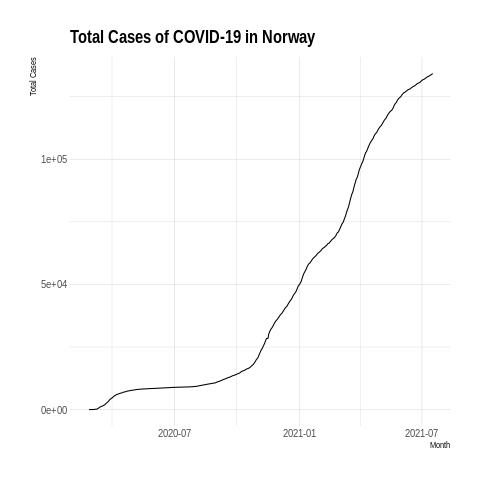 Total Cases of COVID-19 in Norway
Total Cases
1e+05
5e+04
0e+00
2020-07 2021-01 2021-07
Month